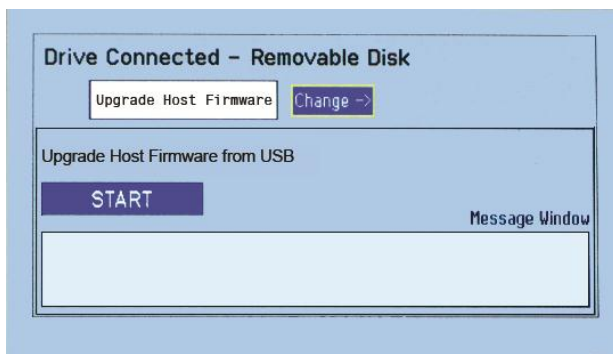 Drive Connected – Removable Disk
Upgrade Host Firmware Change ->
Upgrade Host Firmware from USB
START
Message Window